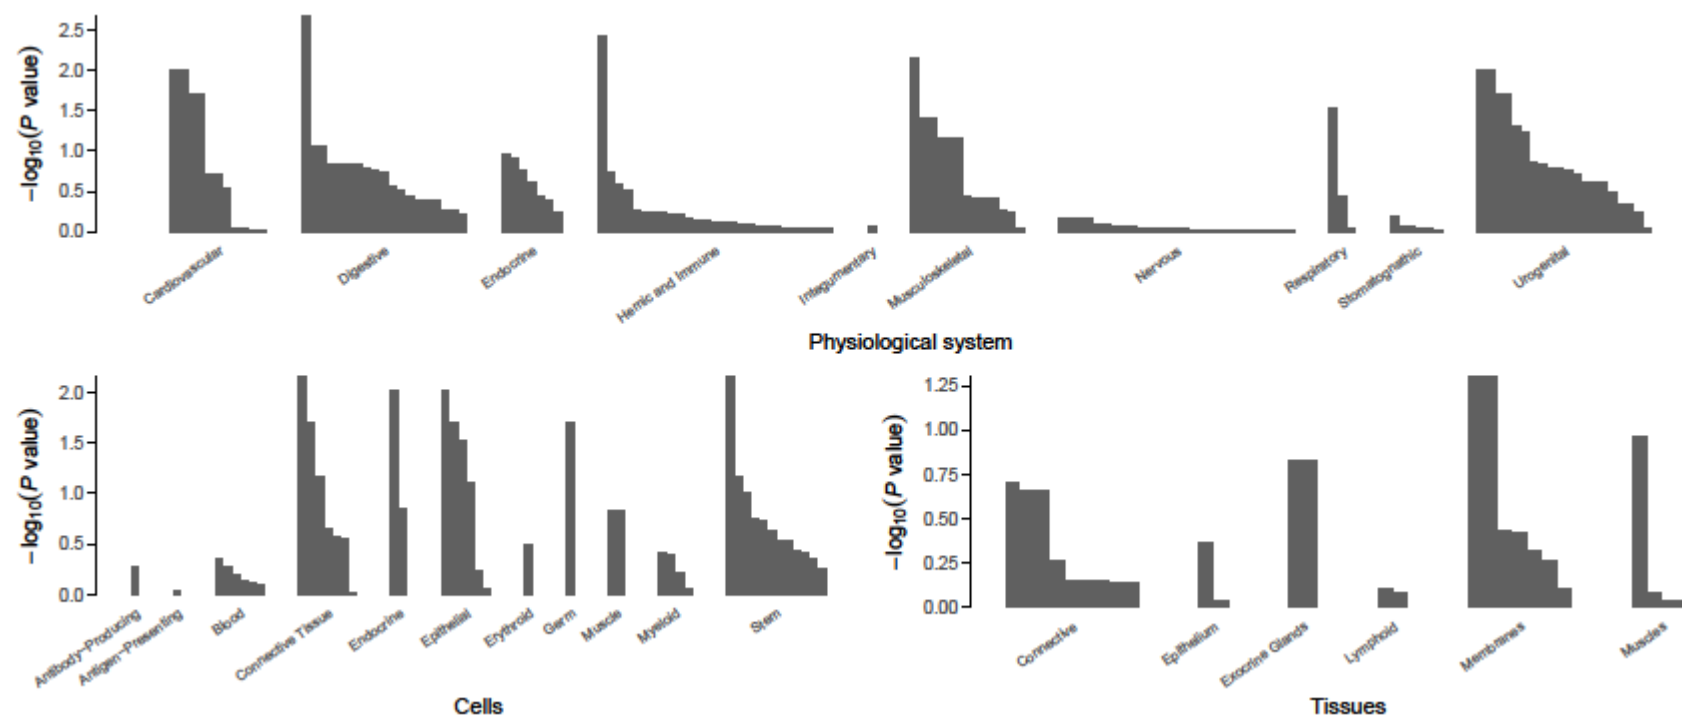 −log10(P value)
2.5
2.0
1.5
1.0
0.5
0.0
Cardiovascular
Digestive
Endocrine
Hemic and Immune
Integumentary
Musculoskeletal
Nervous
Respiratory
Stomatognathic
Urogenital
Physiological system
−log10(P value)
2.0
1.5
1.0
0.5
0.0
Antibody−Producing
Antigen−Presenting
Blood
Connective Tissue
Endocrine
Epithelial
Erythroid
Germ
Muscle
Myeloid
Stem
Cells
−log10(P value)
1.25
1.00
0.75
0.50
0.25
0.00
Connective
Epithelium
Exocrine Glands
Lymphoid
Membranes
Muscles
Tissues